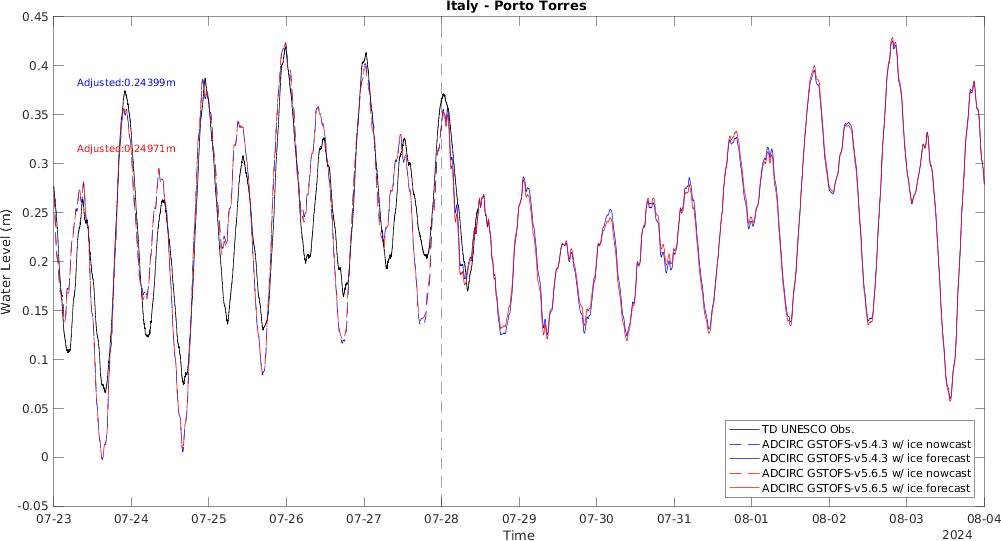 Italy - Porto Torres
0.45
0.4
0.35
0.3
0.25
0.2
0.15
0.1
0.05
0
-0.05
Water Level (m)
Adjusted:0.24399m
Adjusted:0.24971m
TD UNESCO Obs.
ADCIRC GSTOFS-v5.4.3 w/ ice nowcast
ADCIRC GSTOFS-v5.4.3 w/ ice forecast
ADCIRC GSTOFS-v5.6.5 w/ ice nowcast
ADCIRC GSTOFS-v5.6.5 w/ ice forecast
07-23 07-24 07-25 07-26 07-27 07-28 07-29 07-30 07-31 08-01 08-02 08-03 08-04
Time
2024